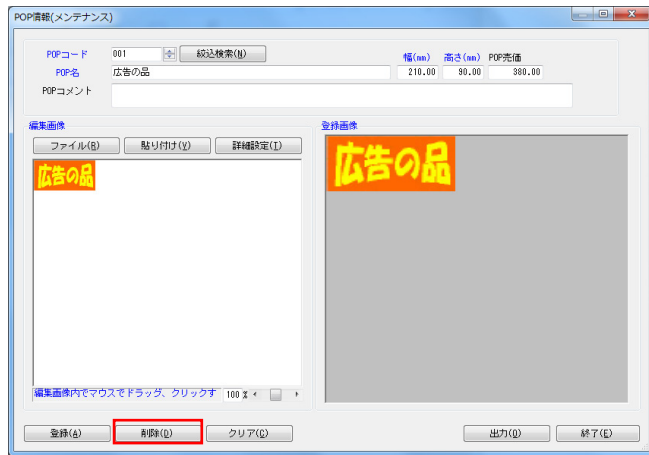 POP情報(メンテナンス)
POPコード 001 絞込検索(N) 幅(mm) 高さ(mm) POP売価
POP名 広告の品 210.00 90.00 380.00
POPコメント
編集画像 登録画像
ファイル(R) 貼り付け(Y) 詳細設定(I)
広告の品 広告の品
編集画像内でマウスでドラッグ、クリックす 100 %
登録(A) 削除(D) クリア(C) 出力(O) 終了(E)